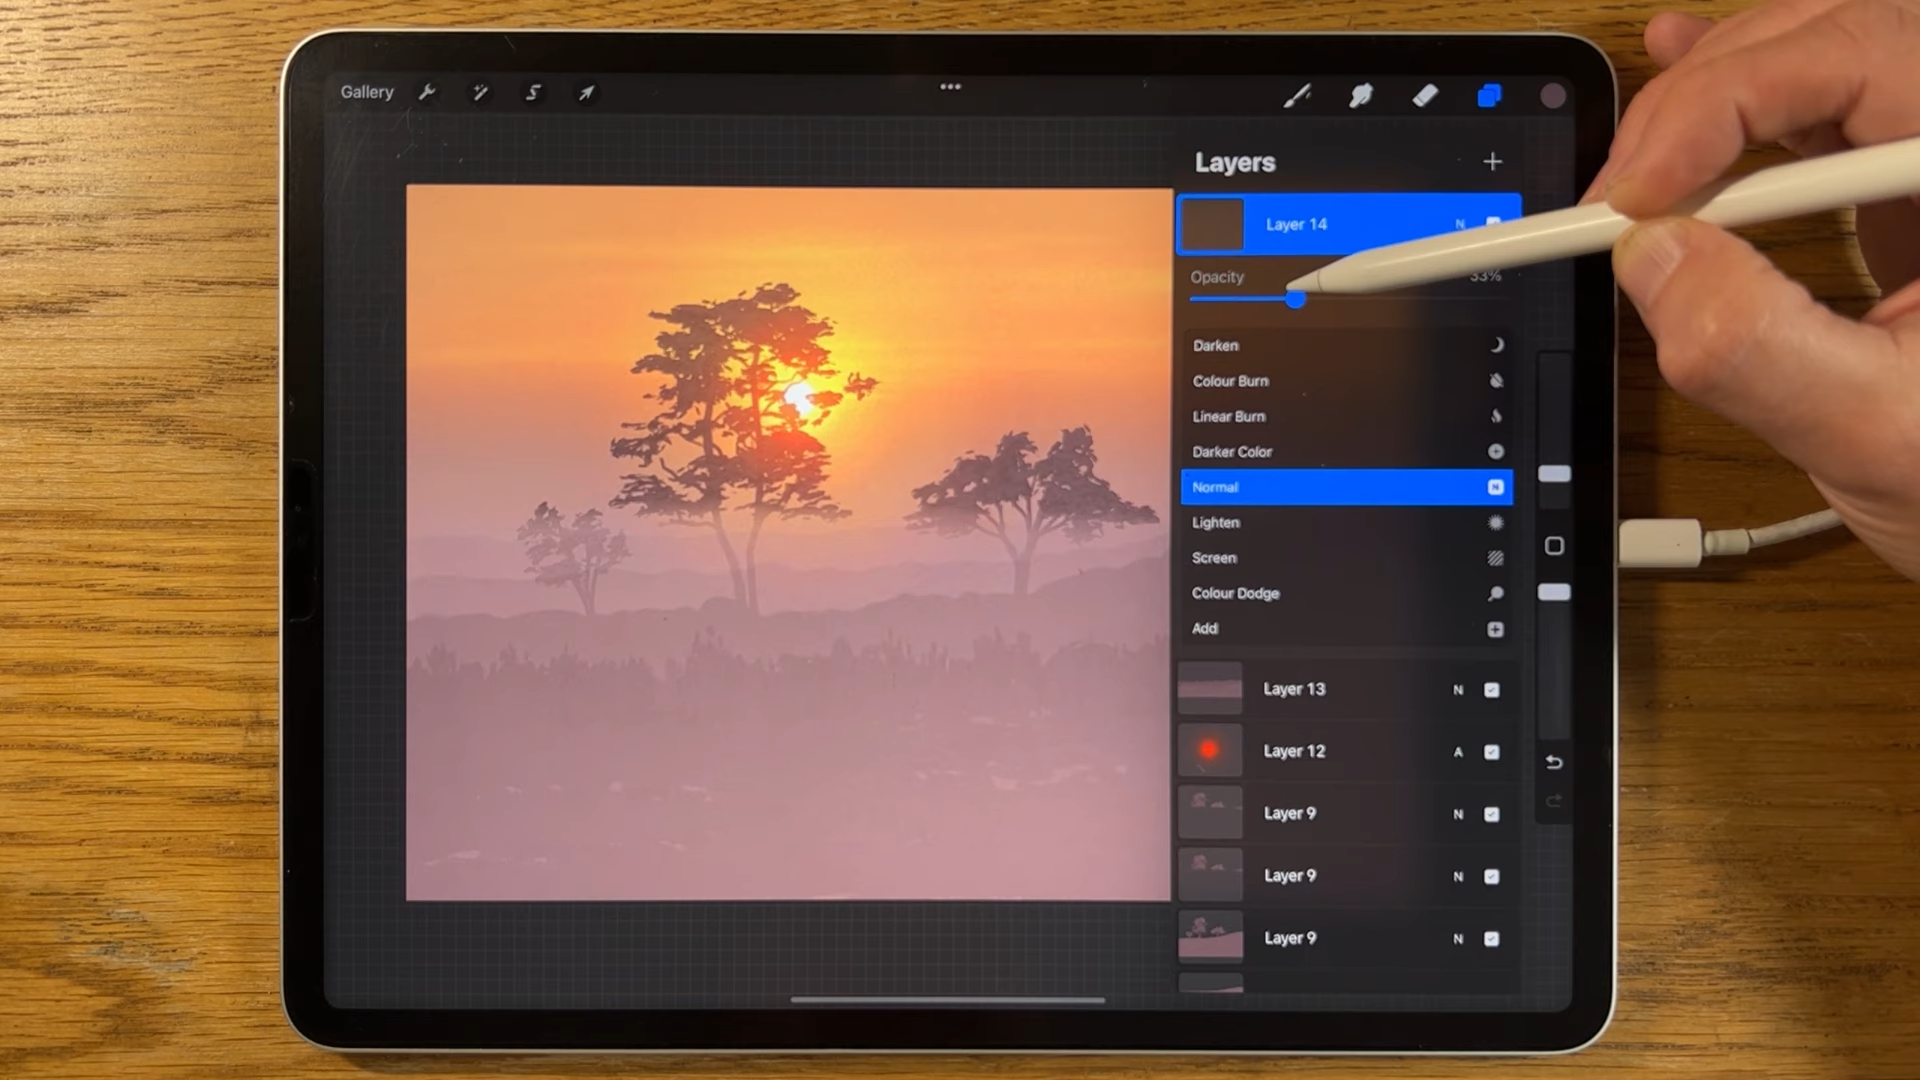 Gallery
Layers
Layer 14 N
Opacity 33%
Darken
Colour Burn
Linear Burn
Darker Color
Normal N
Lighten
Screen
Colour Dodge
Add
Layer 13 N
Layer 12 A
Layer 9 N
Layer 9 N
Layer 9 N